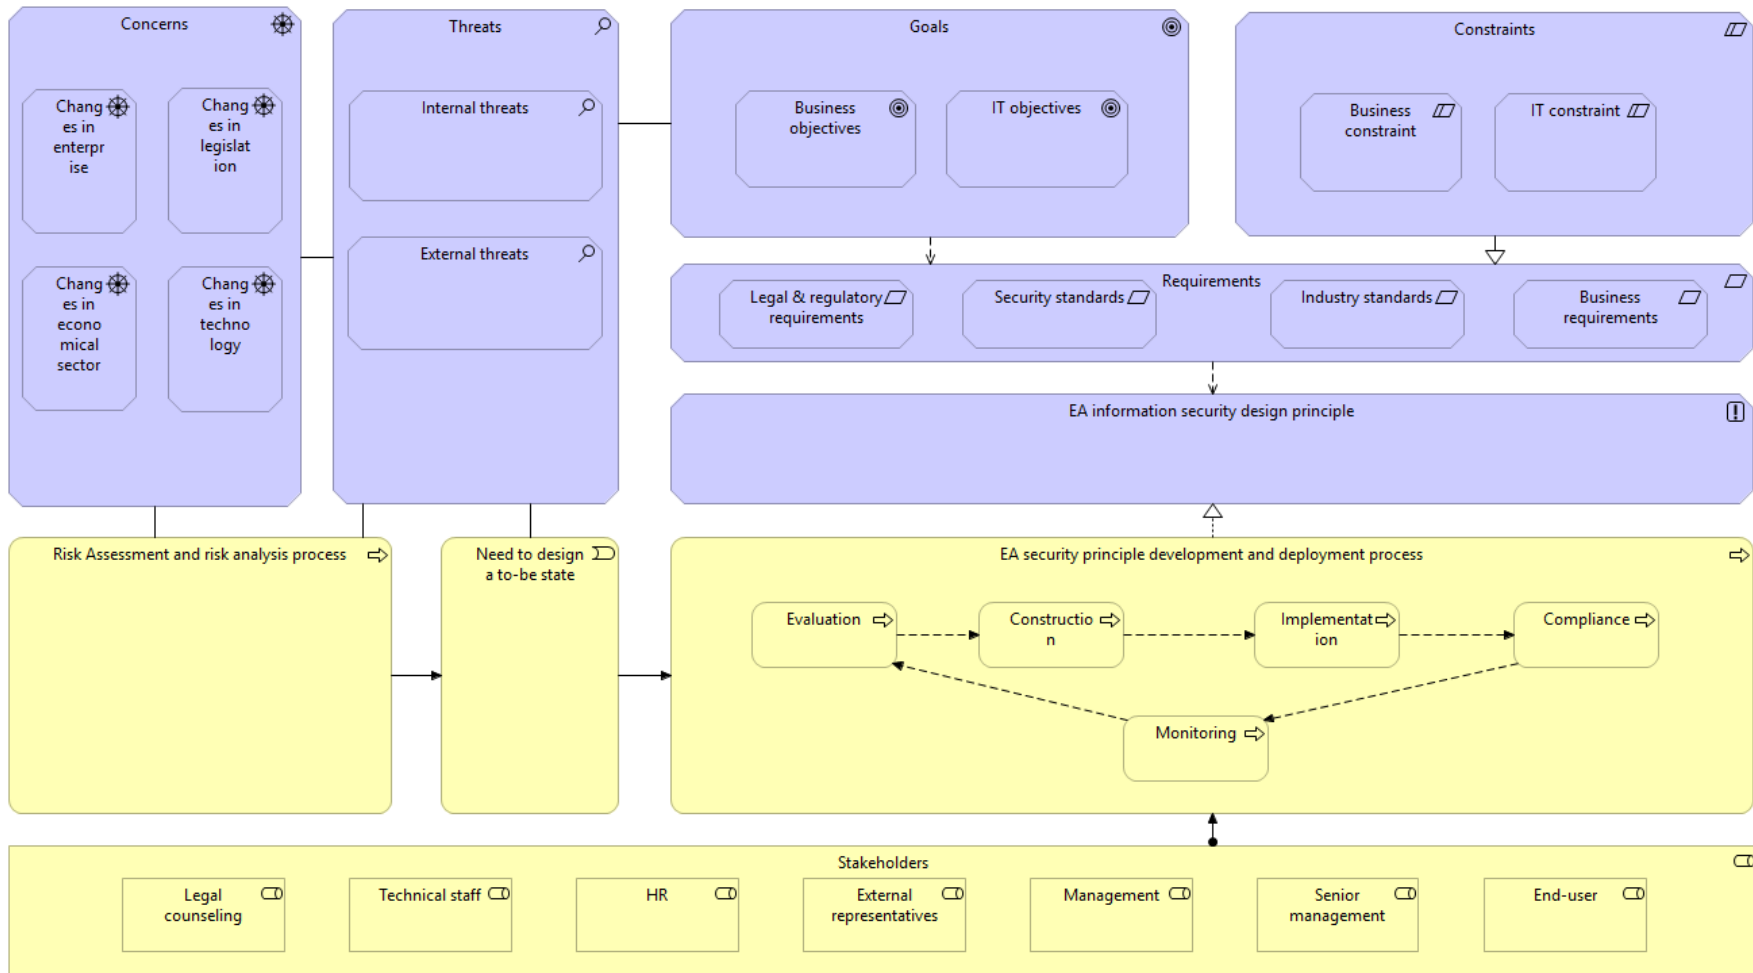 Concerns
Chang
es in
enterpr
ise
Chang
es in
legislat
ion
Chang
es in
econo
mical
sector
Chang
es in
techno
logy
Threats
Internal threats
External threats
Goals
Business
objectives
IT objectives
Constraints
Business
constraint
IT constraint
Requirements
Legal & regulatory
requirements
Security standards
Industry standards
Business
requirements
EA information security design principle
Risk Assessment and risk analysis process
Need to design
a to-be state
EA security principle development and deployment process
Evaluation
Constructio
n
Implementat
ion
Compliance
Monitoring
Stakeholders
Legal
counseling
Technical staff
HR
External
representatives
Management
Senior
management
End-user